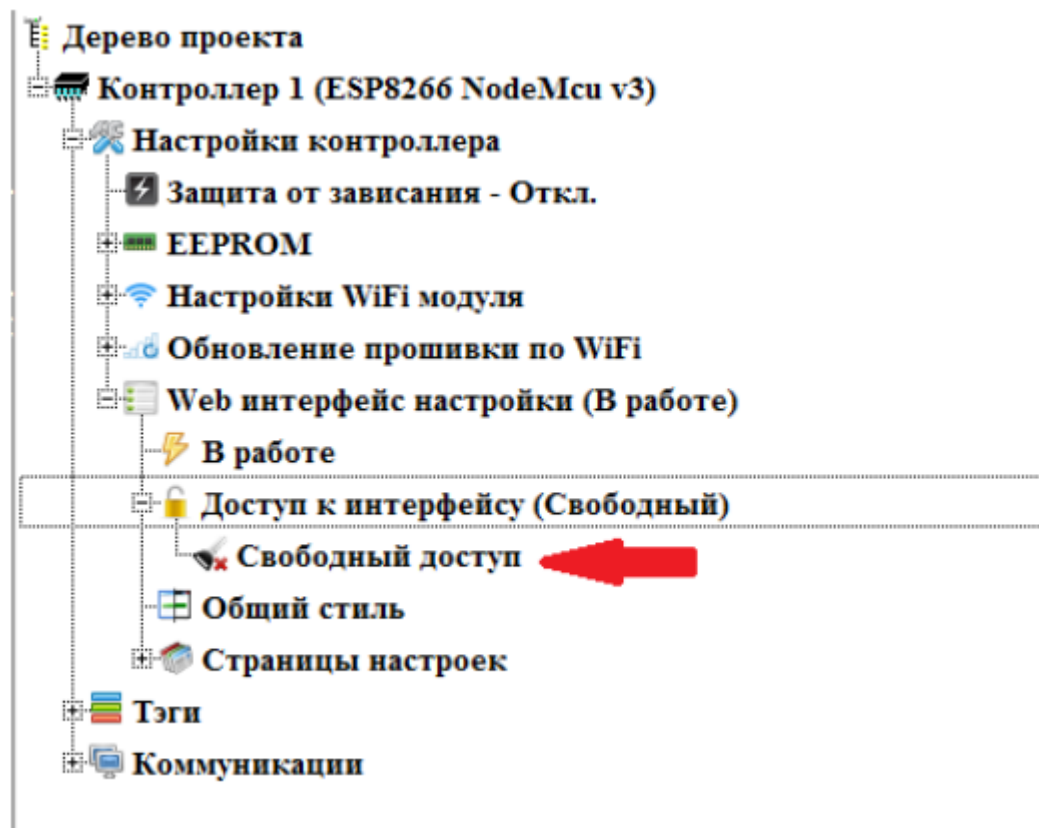 Дерево проекта
Контроллер 1 (ESP8266 NodeMcu v3)
Настройки контроллера
Защита от зависания - Откл.
EEPROM
Настройки WiFi модуля
Обновление прошивки по WiFi
Web интерфейс настройки (В работе)
В работе
Доступ к интерфейсу (Свободный)
Свободный доступ
Общий стиль
Страницы настроек
Тэги
Коммуникации